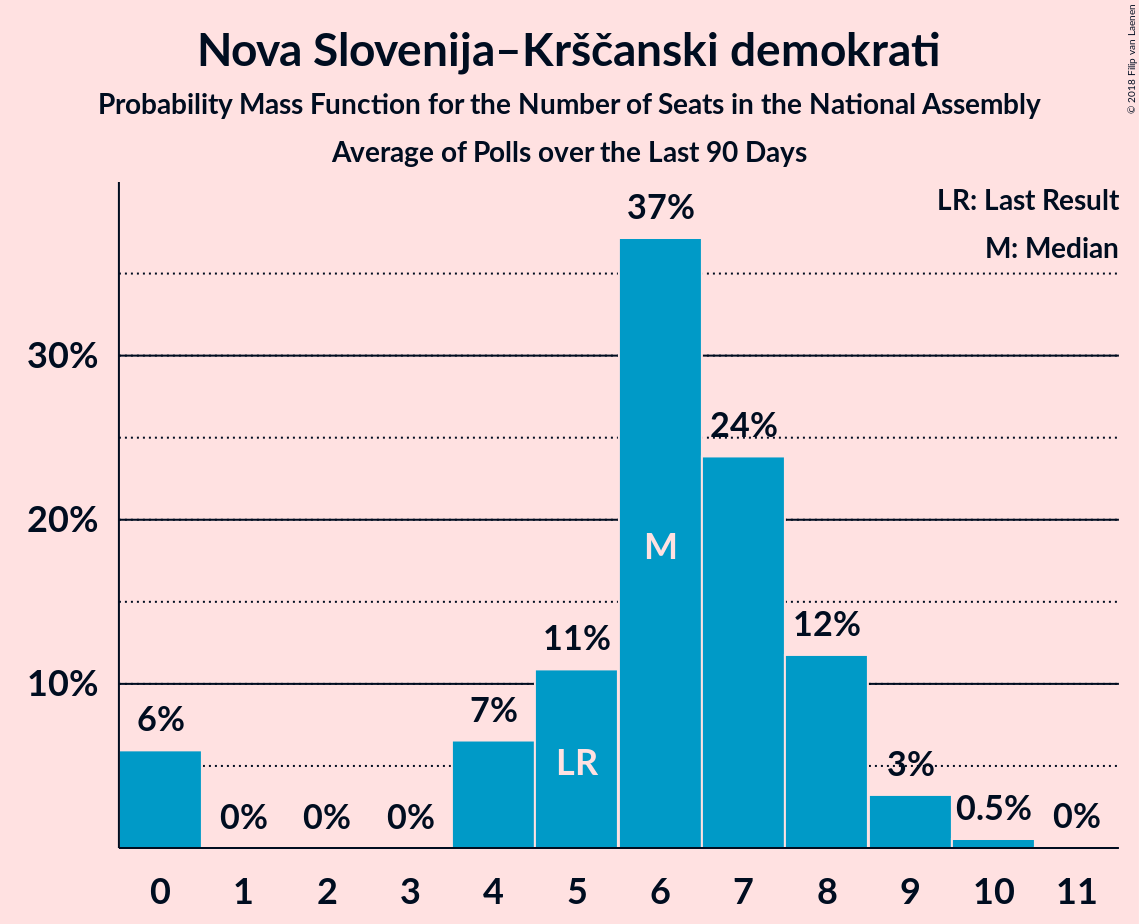 Nova Slovenija–Krščanski demokrati
Probability Mass Function for the Number of Seats in the National Assembly
Average of Polls over the Last 90 Days
© 2018 Filip van Laenen
LR: Last Result
M: Median
37%
30%
24%
20%
M
12%
11%
10%
7%
6%
LR
3%
0%
0%
0%
0.5%
0%
0 1 2 3 4 5 6 7 8 9 10 11